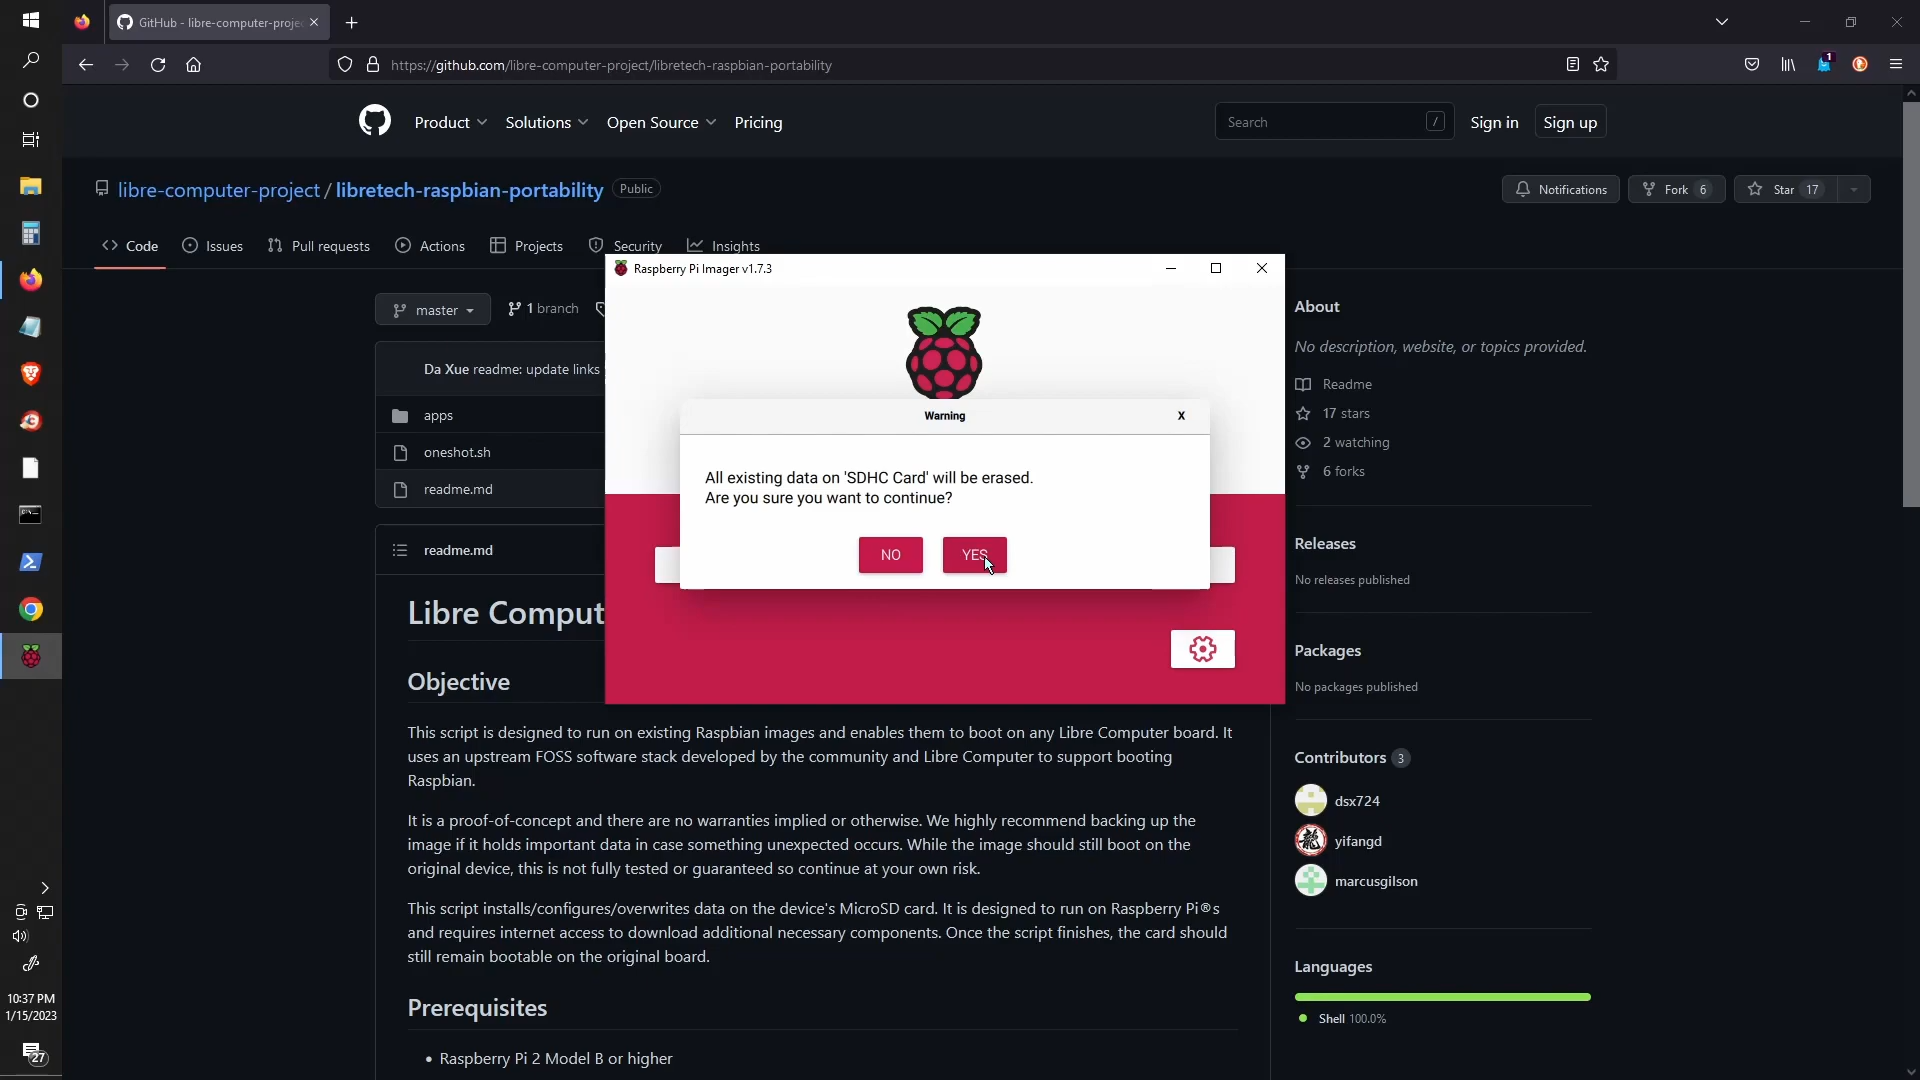 GitHub - libre-computer-proje
https://github.com/libre-computer-project/libretech-raspbian-portability
1
Product
Solutions
Open Source
Pricing
Search
/
Sign in
Sign up
libre-computer-project / libretech-raspbian-portability
Public
Notifications
Fork 6
Star 17
Code
Issues
Pull requests
Actions
Projects
Security
Insights
Raspberry Pi Imager v1.7.3
master
1 branch
Da Xue readme: update links
apps
oneshot.sh
readme.md
readme.md
Warning
X
All existing data on 'SDHC Card' will be erased.
Are you sure you want to continue?
NO
YES
About
No description, website, or topics provided.
Readme
17 stars
2 watching
6 forks
Releases
No releases published
Packages
No packages published
Contributors 3
dsx724
yifangd
marcusgilson
Languages
Shell 100.0%
Libre Comput
Objective
This script is designed to run on existing Raspbian images and enables them to boot on any Libre Computer board. It
uses an upstream FOSS software stack developed by the community and Libre Computer to support booting
Raspbian.
It is a proof-of-concept and there are no warranties implied or otherwise. We highly recommend backing up the
image if it holds important data in case something unexpected occurs. While the image should still boot on the
original device, this is not fully tested or guaranteed so continue at your own risk.
This script installs/configures/overwrites data on the device's MicroSD card. It is designed to run on Raspberry Pi®s
and requires internet access to download additional necessary components. Once the script finishes, the card should
still remain bootable on the original board.
Prerequisites
• Raspberry Pi 2 Model B or higher
10:37 PM
1/15/2023
27